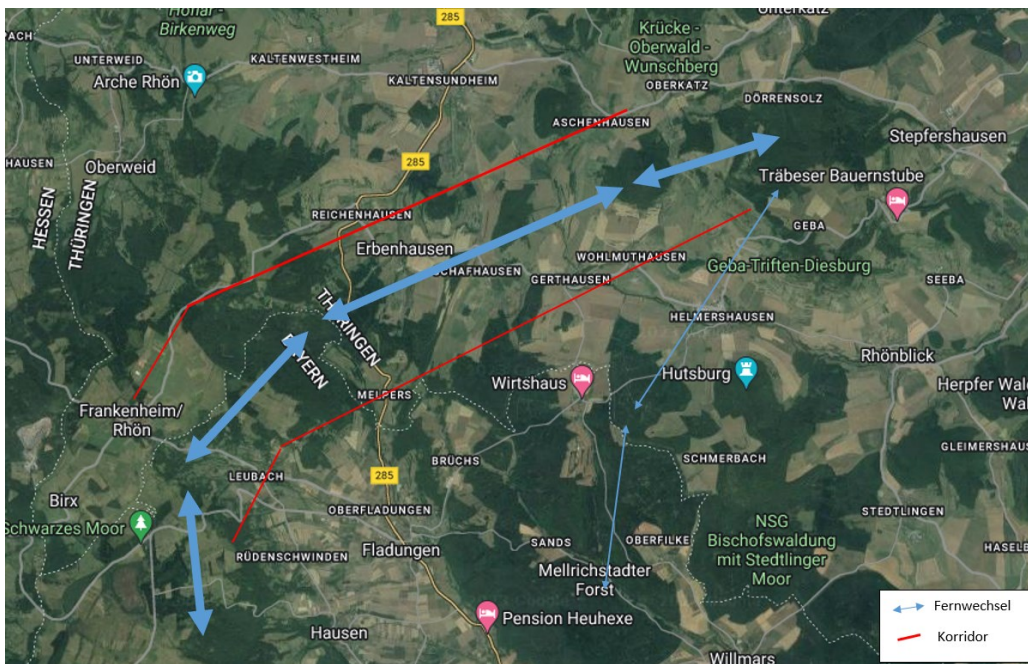 Hoflar-
Birkenweg
285
Krücke -
Oberwald -
Wunschberg
Unterkatz
PACH
UNTERWEID
KALTENWESTHEIM
Arche Rhön
KALTENSUNDHEIM
OBERKATZ
DÖRRENSOLZ
ASCHENHAUSEN
Stepfershausen
HAUSEN
Oberweid
285
Träbeser Bauernstube
HESSEN
THÜRINGEN
REICHENHAUSEN
Erbenhausen
GEBA
SCHAFHAUSEN
WOHLMUTHAUSEN
GERTHAUSEN
Geba-Triften-Diesburg
SEEBA
THÜRINGEN
BAYERN
HELMERSHAUSEN
Rhönblick
Wirtshaus
Hutsburg
MELPERS
Herpfer Wald
Wal
Frankenheim/
Rhön
GLEIMERSHAUS
BRÜCHS
SCHMERBACH
LEUBACH
285
Birx
OBERFLADUNGEN
STEDTLINGEN
Schwarzes Moor
NSG
Bischofswaldung
mit Stedtlinger
Moor
RÜDENSCHWINDEN
Fladungen
SANDS
OBERFILKE
HASELB
Mellrichstadter
Forst
Pension Heuhexe
Hausen
Willmars
Fernwechsel
Korridor